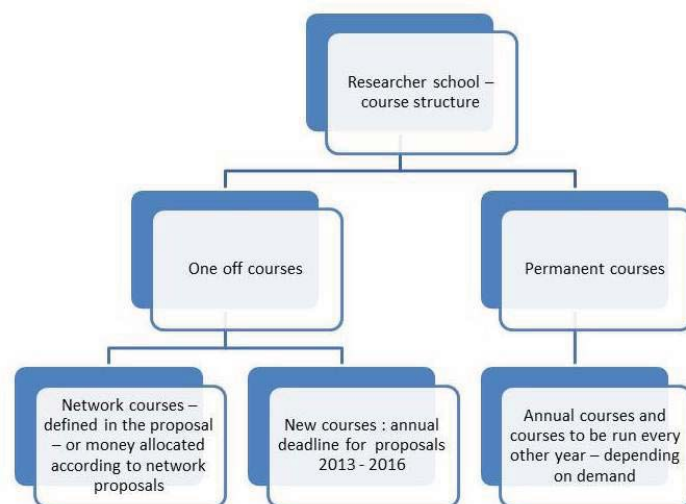 Researcher school –
course structure
One off courses
Permanent courses
Network courses –
defined in the proposal
– or money allocated
according to network
proposals
New courses : annual
deadline for proposals
2013 - 2016
Annual courses and
courses to be run every
other year – depending
on demand